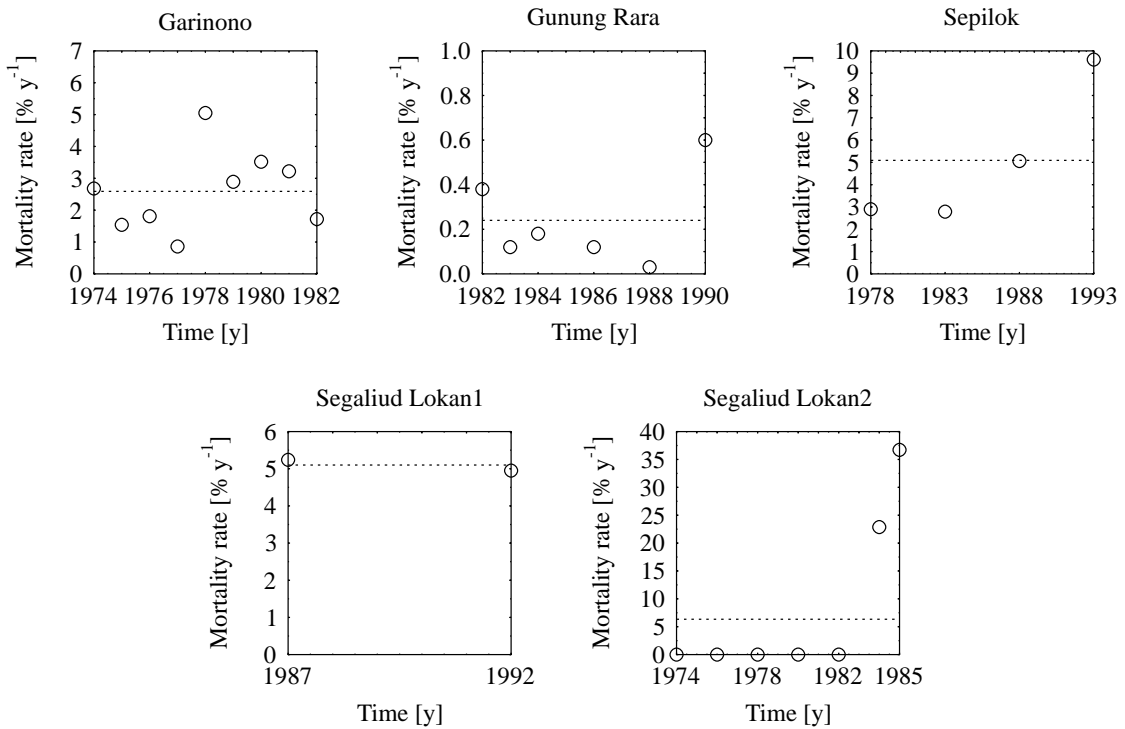 Garinono
Mortality rate [% y⁻¹]
7
6
5
4
3
2
1
0
1974 1976 1978 1980 1982
Time [y]
Gunung Rara
Mortality rate [% y⁻¹]
1.0
0.8
0.6
0.4
0.2
0.0
1982 1984 1986 1988 1990
Time [y]
Sepilok
Mortality rate [% y⁻¹]
10
9
8
7
6
5
4
3
2
1
0
1978 1983 1988 1993
Time [y]
Segaliud Lokan1
Mortality rate [% y⁻¹]
6
5
4
3
2
1
0
1987 1992
Time [y]
Segaliud Lokan2
Mortality rate [% y⁻¹]
40
35
30
25
20
15
10
5
0
1974 1978 1982 1985
Time [y]